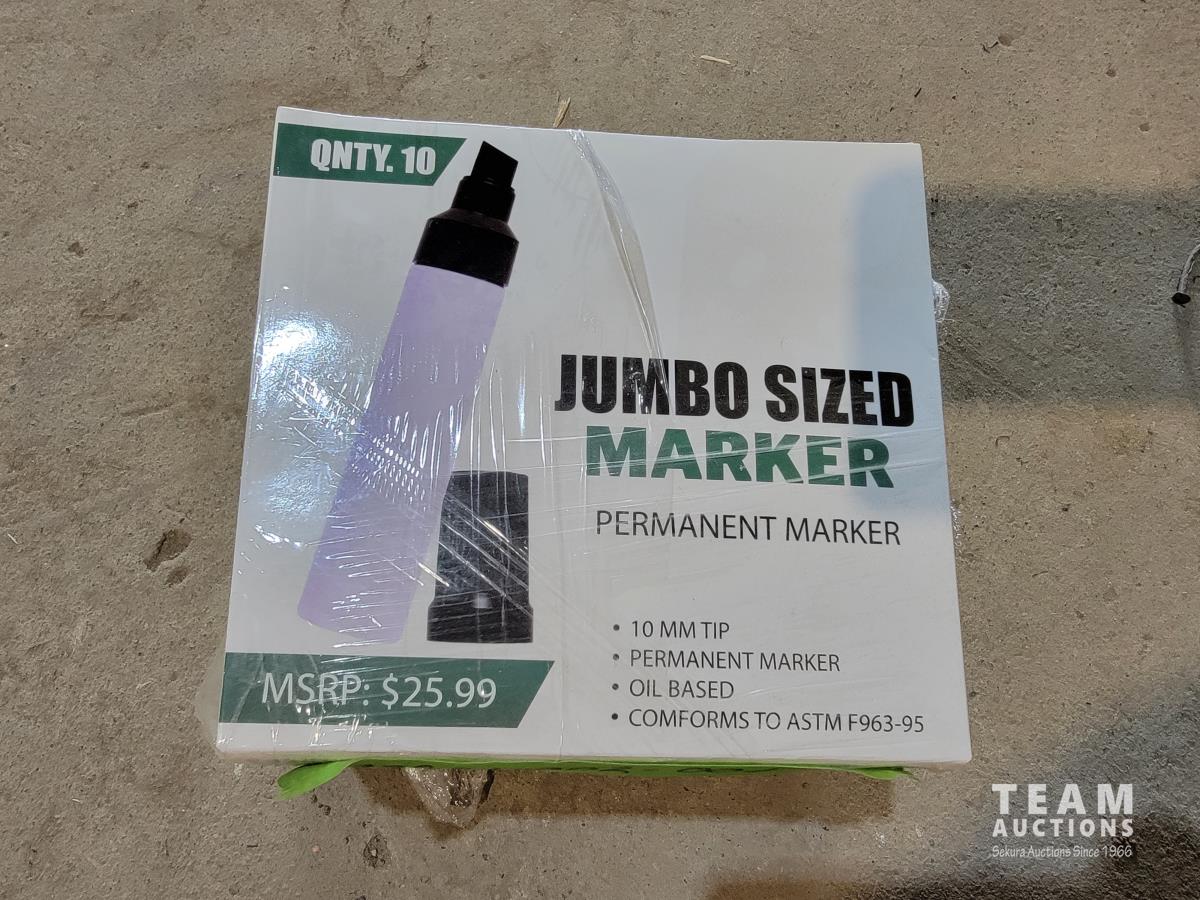 QNTY. 10
JUMBO SIZED
MARKER
PERMANENT MARKER
• 10 MM TIP
• PERMANENT MARKER
• OIL BASED
• COMFORMS TO ASTM F963-95
MSRP: $25.99
TEAM
AUCTIONS
Sekura Auctions Since 1966